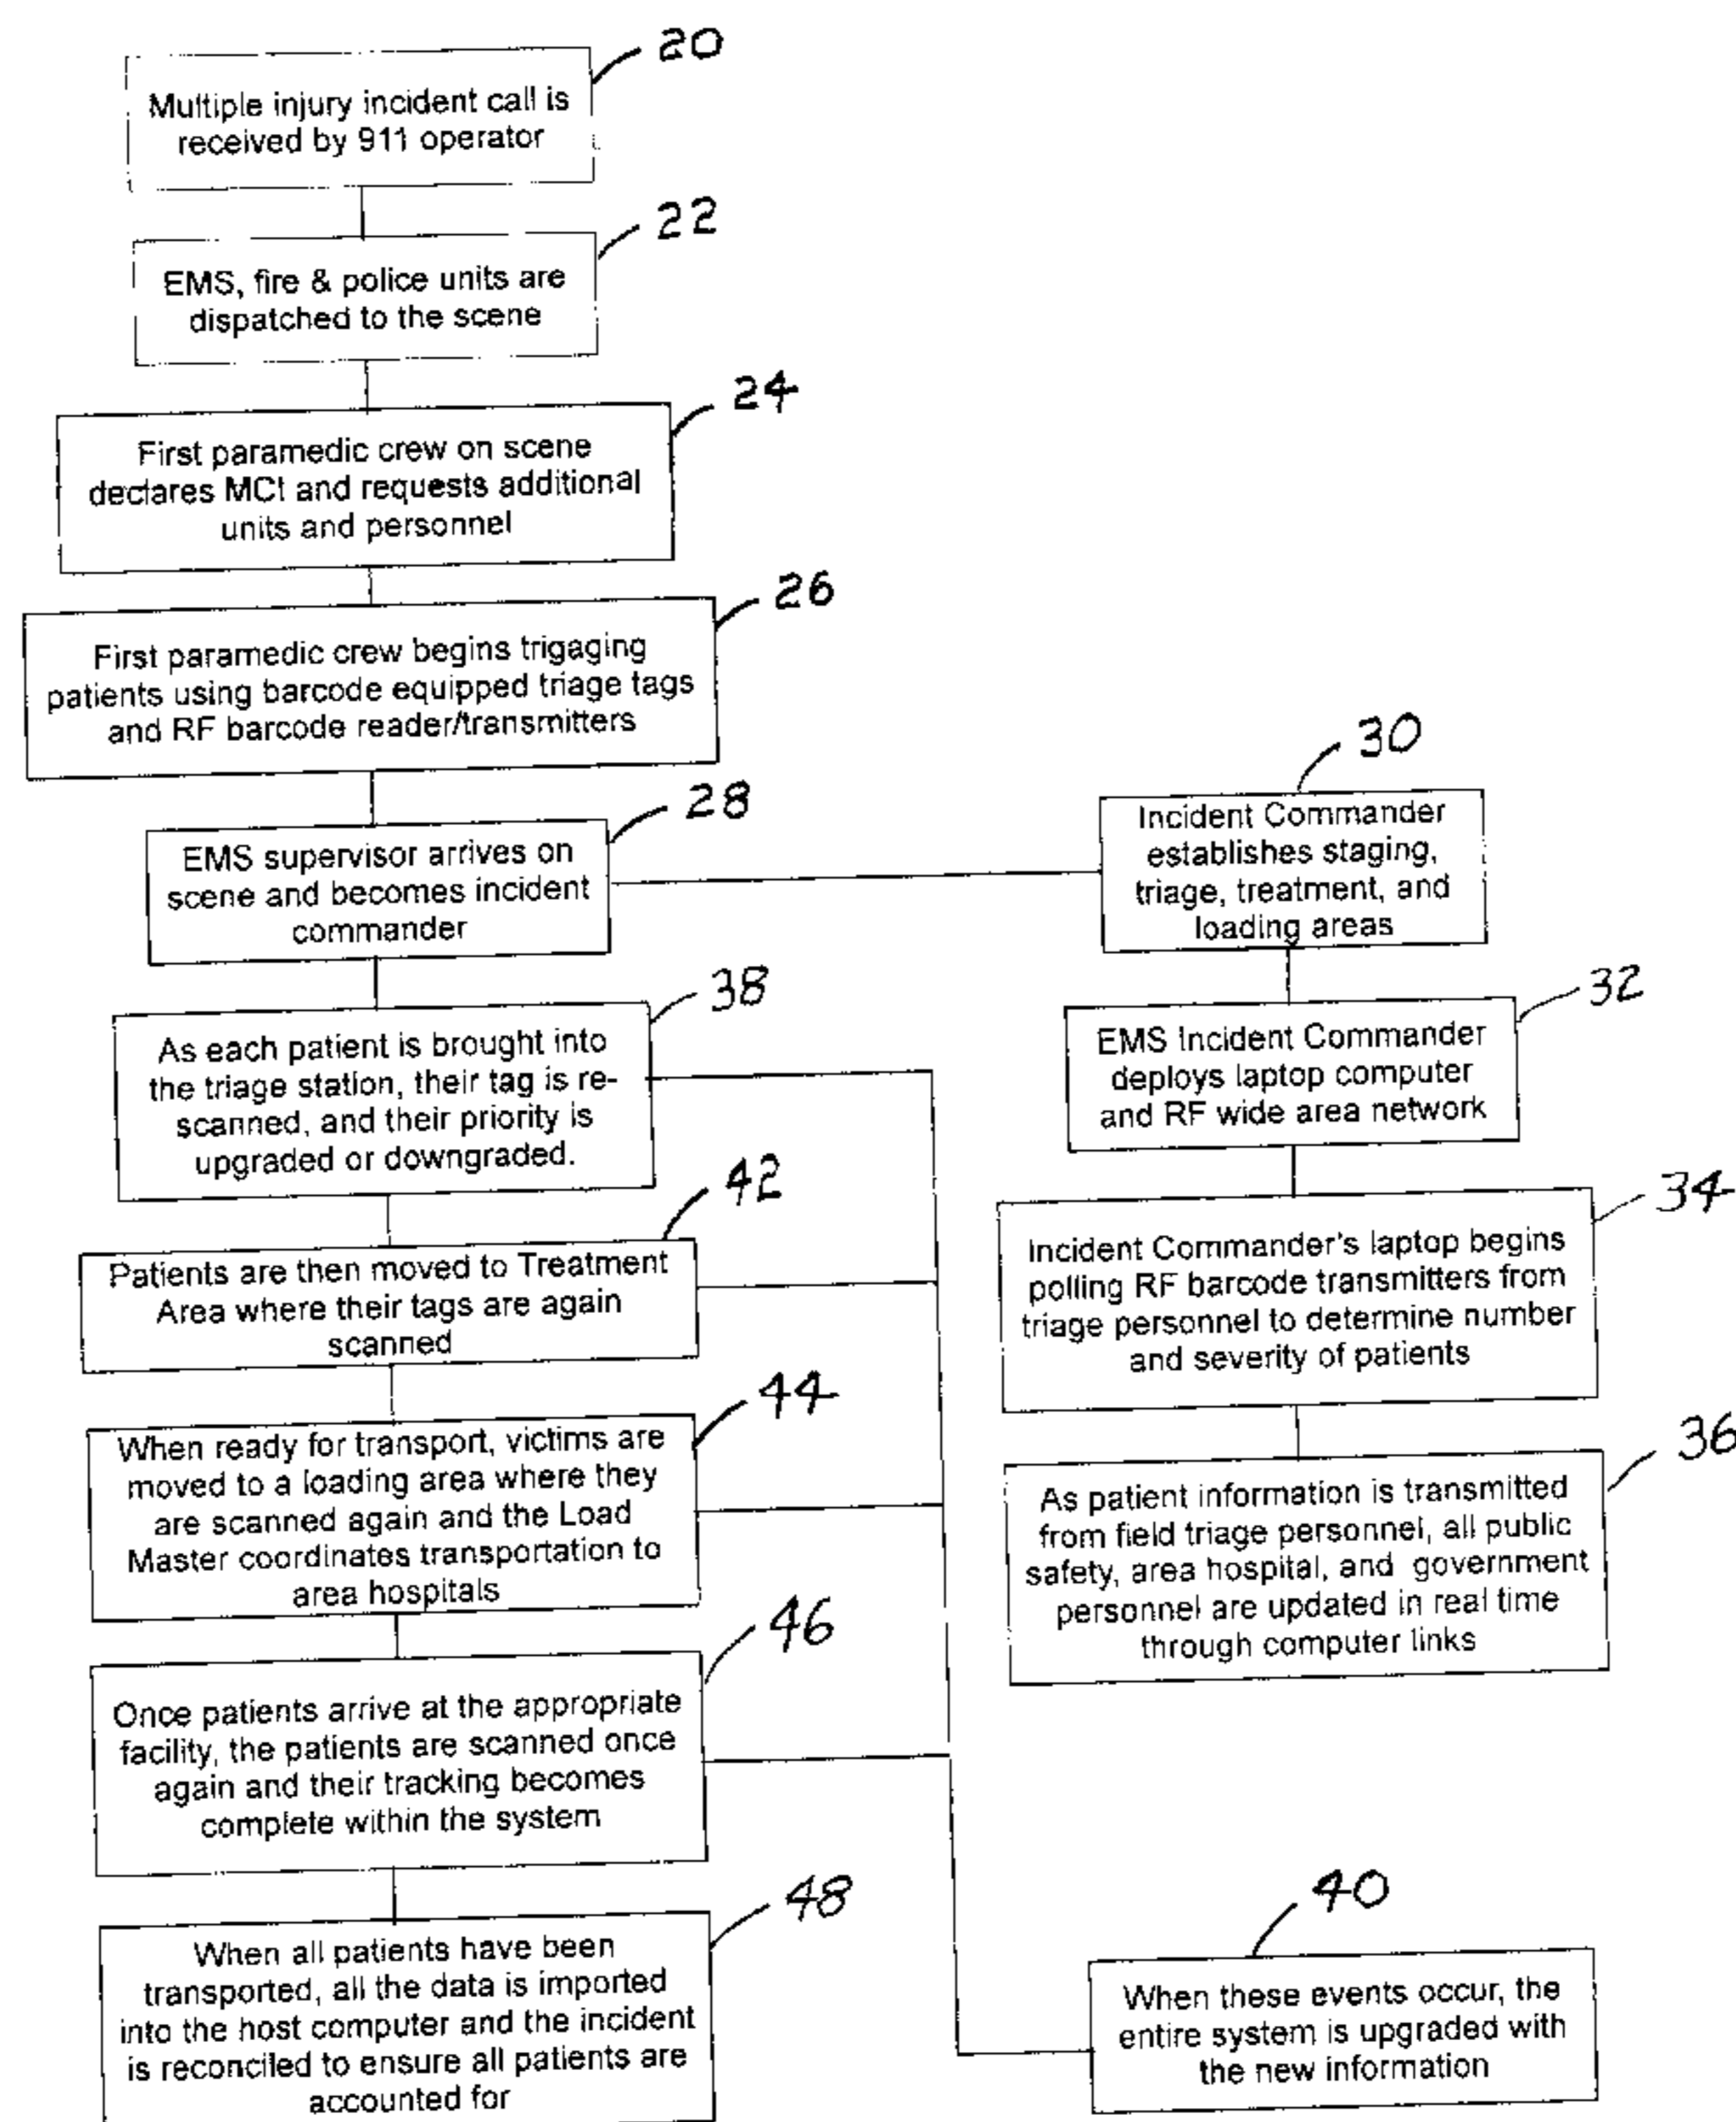 20
Multiple injury incident call is
received by 911 operator
22
EMS, fire & police units are
dispatched to the scene
24
First paramedic crew on scene
declares MCI and requests additional
units and personnel
26
First paramedic crew begins trigaging
patients using barcode equipped triage tags
and RF barcode reader/transmitters
28
EMS supervisor arrives on
scene and becomes incident
commander
30
Incident Commander
establishes staging,
triage, treatment, and
loading areas
32
EMS Incident Commander
deploys laptop computer
and RF wide area network
34
Incident Commander's laptop begins
polling RF barcode transmitters from
triage personnel to determine number
and severity of patients
36
As patient information is transmitted
from field triage personnel, all public
safety, area hospital, and government
personnel are updated in real time
through computer links
38
As each patient is brought into
the triage station, their tag is re-
scanned, and their priority is
upgraded or downgraded.
42
Patients are then moved to Treatment
Area where their tags are again
scanned
44
When ready for transport, victims are
moved to a loading area where they
are scanned again and the Load
Master coordinates transportation to
area hospitals
46
Once patients arrive at the appropriate
facility, the patients are scanned once
again and their tracking becomes
complete within the system
48
When all patients have been
transported, all the data is imported
into the host computer and the incident
is reconciled to ensure all patients are
accounted for
40
When these events occur, the
entire system is upgraded with
the new information